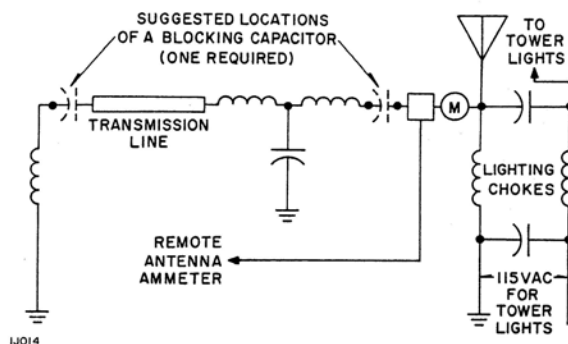 SUGGESTED LOCATIONS
OF A BLOCKING CAPACITOR
(ONE REQUIRED)
TO
TOWER
LIGHTS
TRANSMISSION
LINE
M
LIGHTING
CHOKES
REMOTE
ANTENNA
AMMETER
115VAC
FOR
TOWER
LIGHTS
1J014